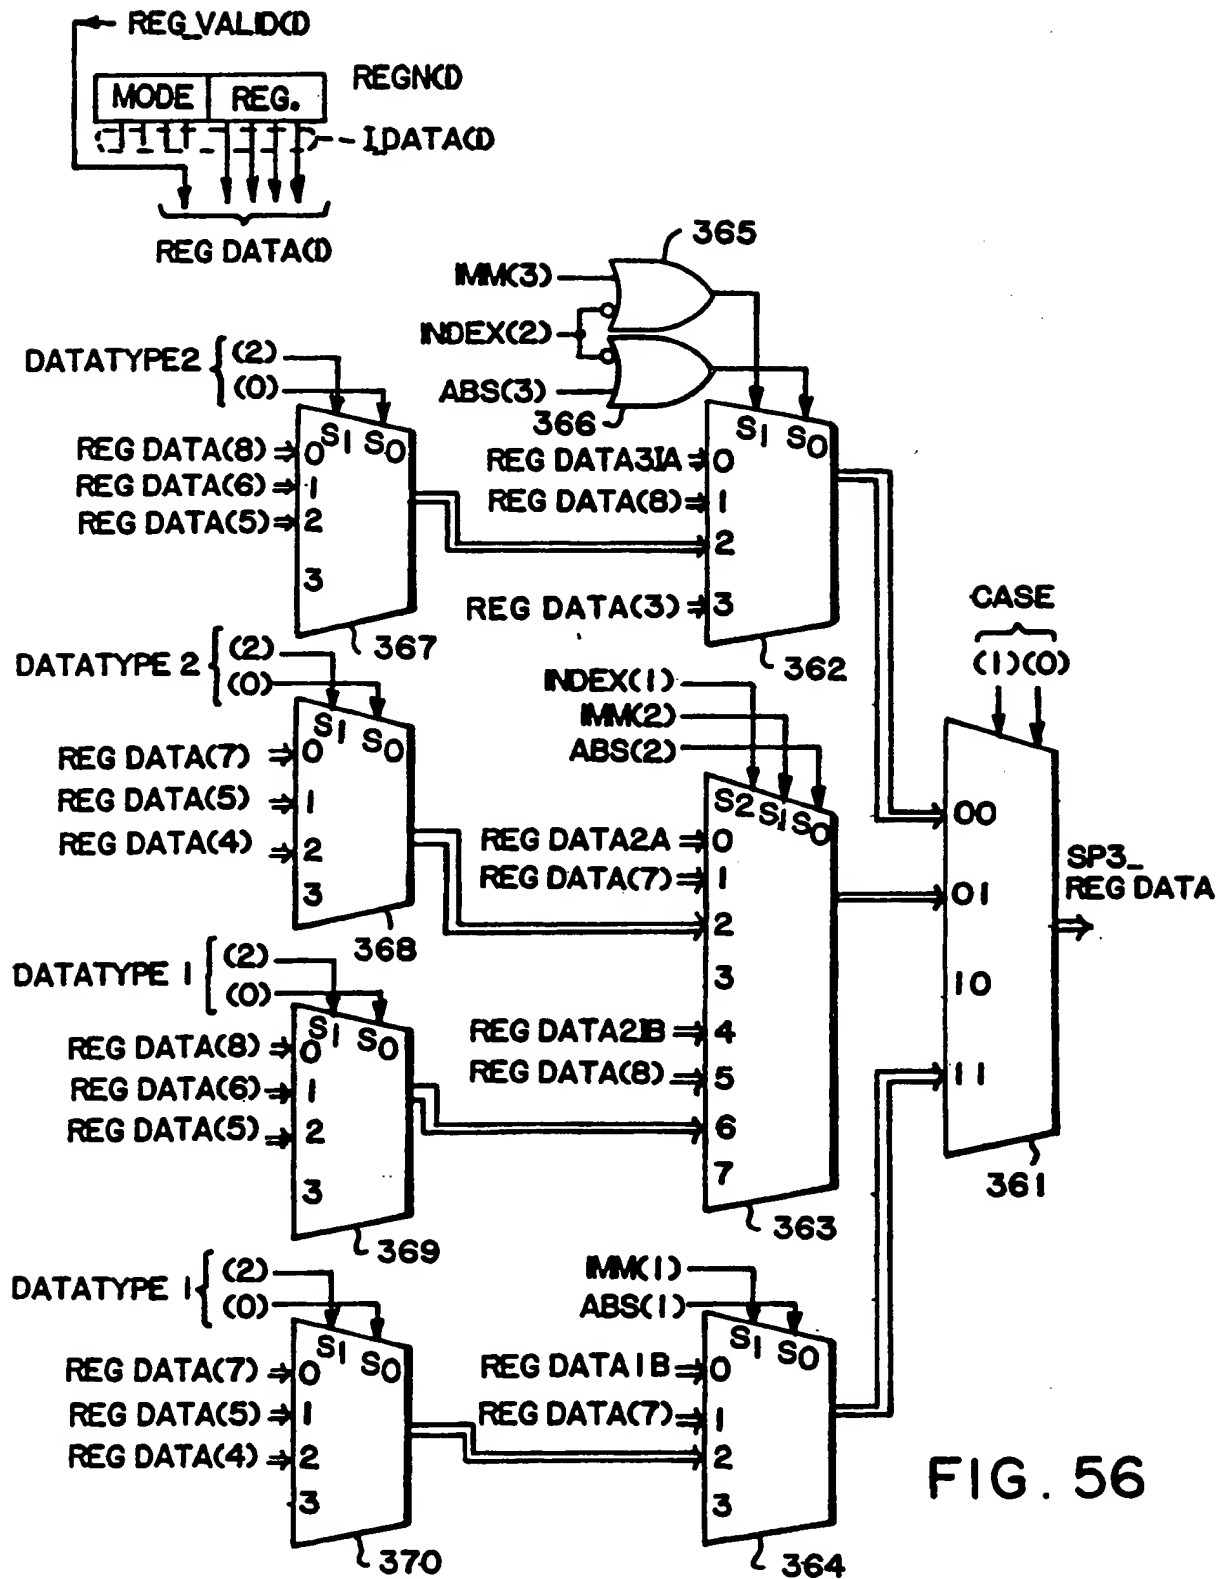 REG_VALID(I)
REGN(I)
MODE REG.
I_DATA(I)
REG DATA(I)
365
IMM(3)
INDEX(2)
ABS(3)
366
DATATYPE2 (2)
(0)
S1 S0
REG DATA(8) 0
REG DATA(6) 1
REG DATA(5) 2
3
367
S1 S0
REG DATA3IA 0
REG DATA(8) 1
2
REG DATA(3) 3
362
CASE
(1)(0)
DATATYPE 2 (2)
(0)
S1 S0
REG DATA(7) 0
REG DATA(5) 1
REG DATA(4) 2
3
368
INDEX(1)
IMM(2)
ABS(2)
S2 S1 S0
REG DATA2A 0
REG DATA(7) 1
2
3
REG DATA2IB 4
REG DATA(8) 5
6
7
363
00
01
10
11
SP3_
REG DATA
361
DATATYPE 1 (2)
(0)
S1 S0
REG DATA(8) 0
REG DATA(6) 1
REG DATA(5) 2
3
369
DATATYPE 1 (2)
(0)
S1 S0
REG DATA(7) 0
REG DATA(5) 1
REG DATA(4) 2
3
370
IMM(1)
ABS(1)
S1 S0
REG DATA1B 0
REG DATA(7) 1
2
3
364
FIG. 56